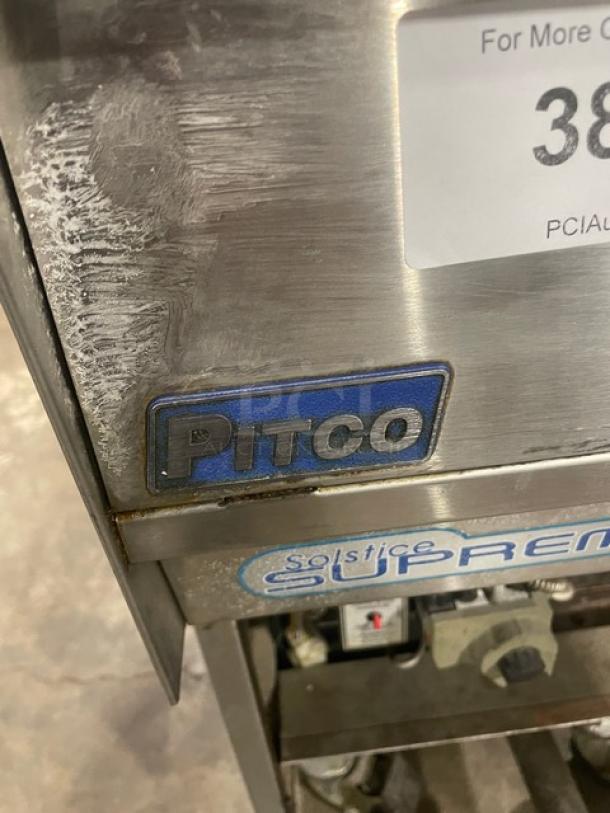 For More
38
PCIAu
PITCO
Solstice
SUPREM